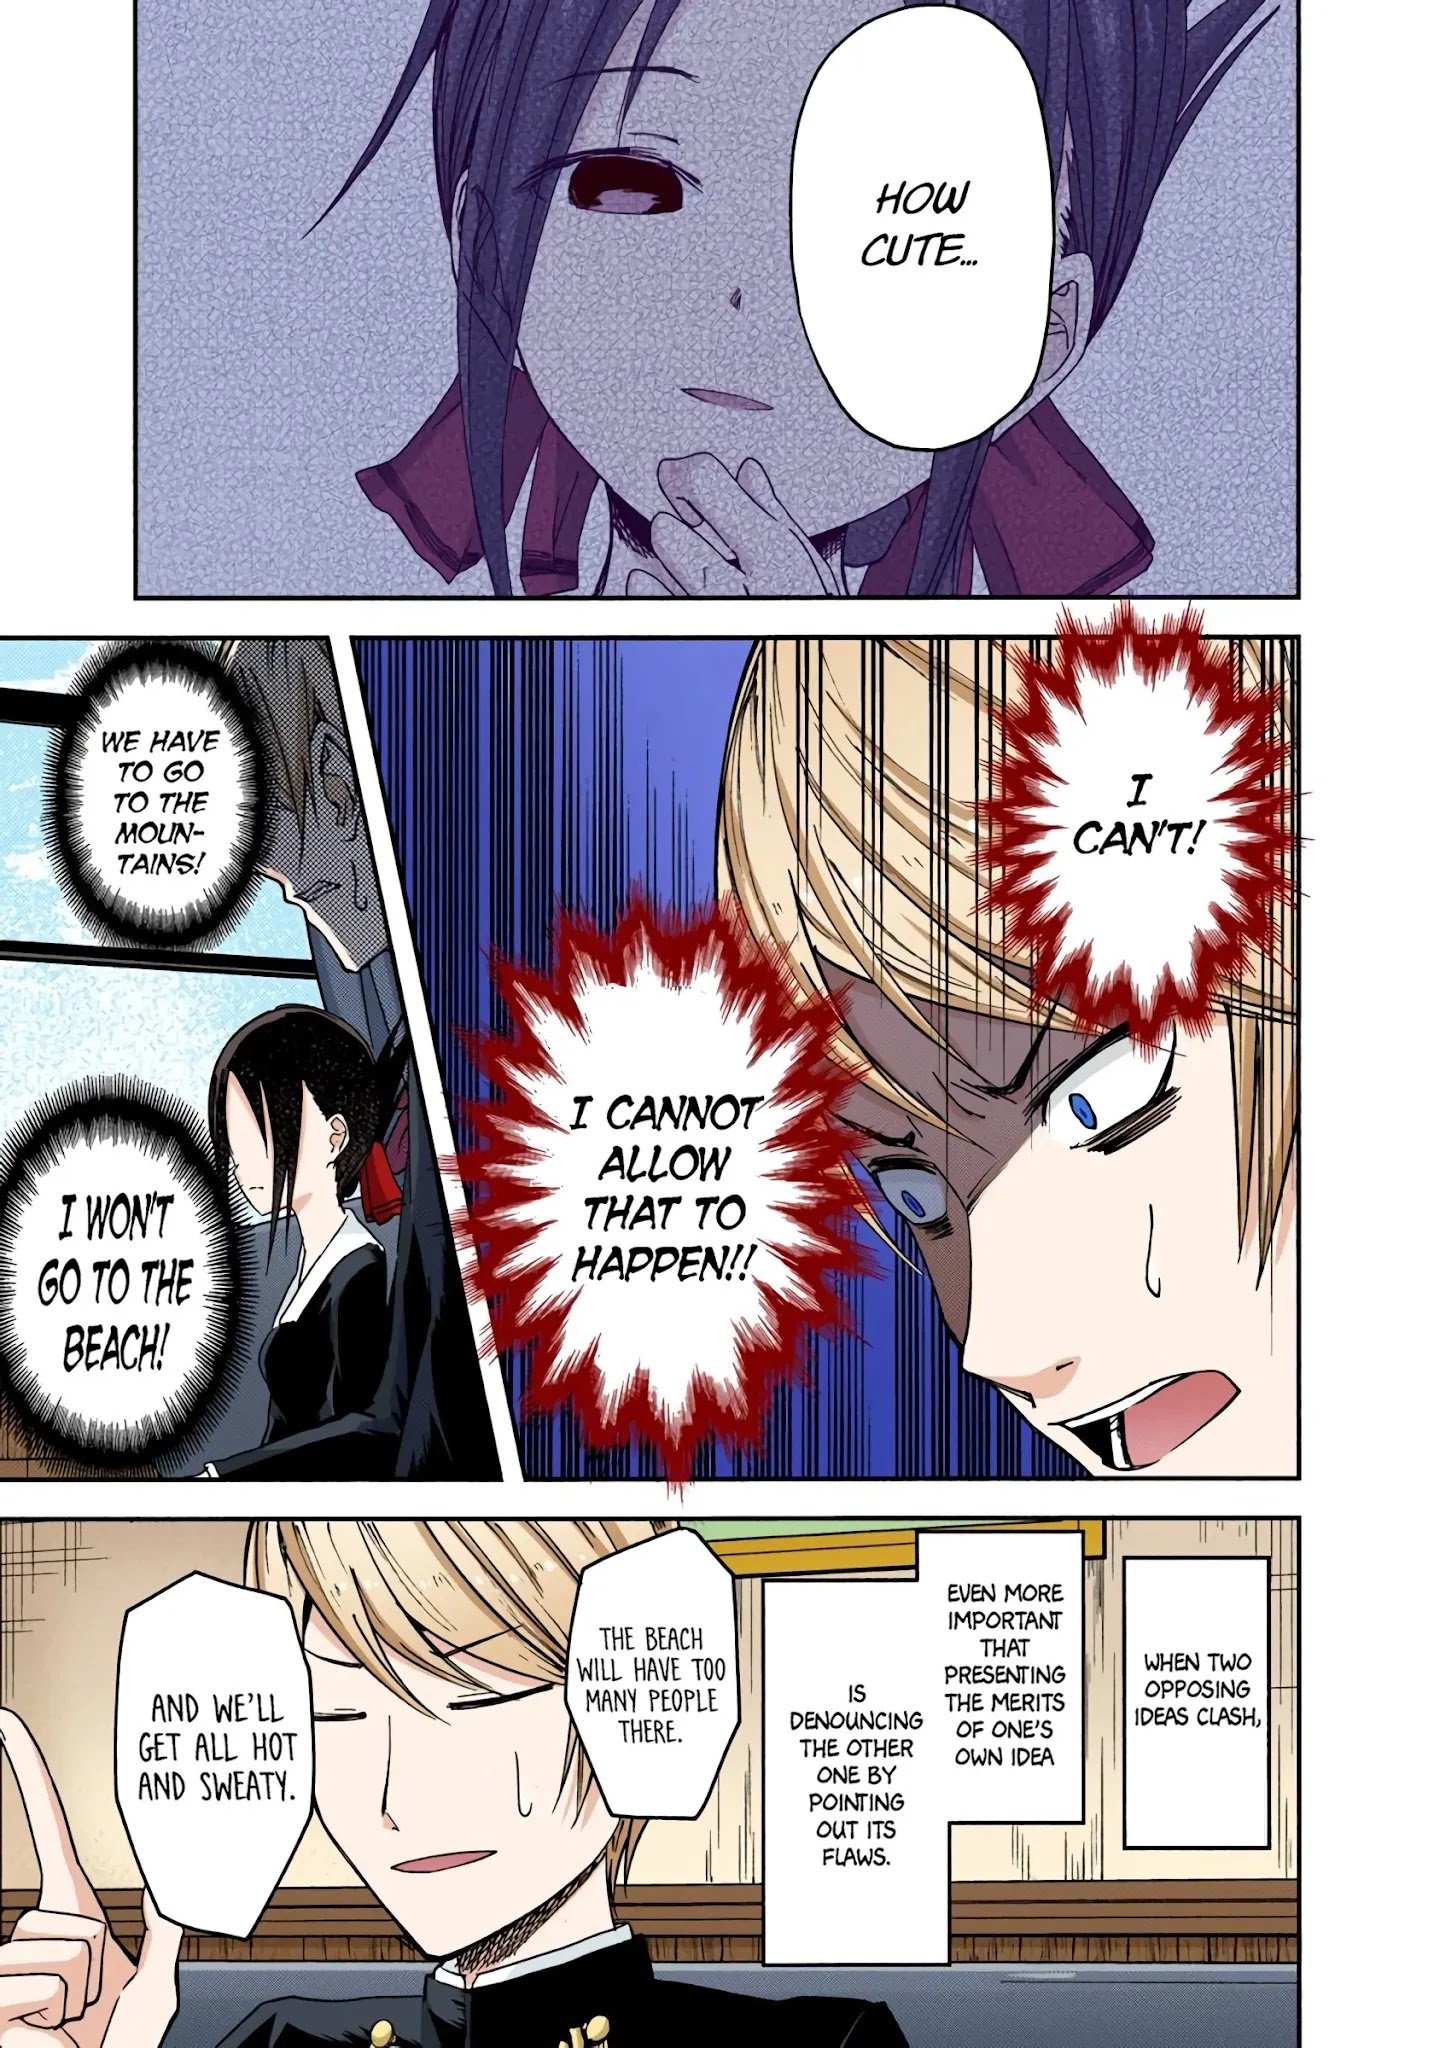 HOW
CUTE...
I
CAN'T!
I CANNOT
ALLOW
THAT TO
HAPPEN!!
WE HAVE
TO GO
TO THE
MOUN-
TAINS!
I WON'T
GO TO THE
BEACH!
WHEN TWO
OPPOSING
IDEAS CLASH,
EVEN MORE
IMPORTANT
THAT
PRESENTING
THE MERITS
OF ONE'S
OWN IDEA
IS
DENOUNCING
THE OTHER
ONE BY
POINTING
OUT ITS
FLAWS.
THE BEACH
WILL HAVE TOO
MANY PEOPLE
THERE.
AND WE'LL
GET ALL HOT
AND SWEATY.